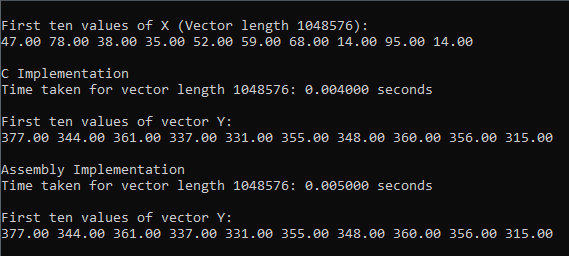 First ten values of X (Vector length 1048576):
47.00 78.00 38.00 35.00 52.00 59.00 68.00 14.00 95.00 14.00
C Implementation
Time taken for vector length 1048576: 0.004000 seconds
First ten values of vector Y:
377.00 344.00 361.00 337.00 331.00 355.00 348.00 360.00 356.00 315.00
Assembly Implementation
Time taken for vector length 1048576: 0.005000 seconds
First ten values of vector Y:
377.00 344.00 361.00 337.00 331.00 355.00 348.00 360.00 356.00 315.00